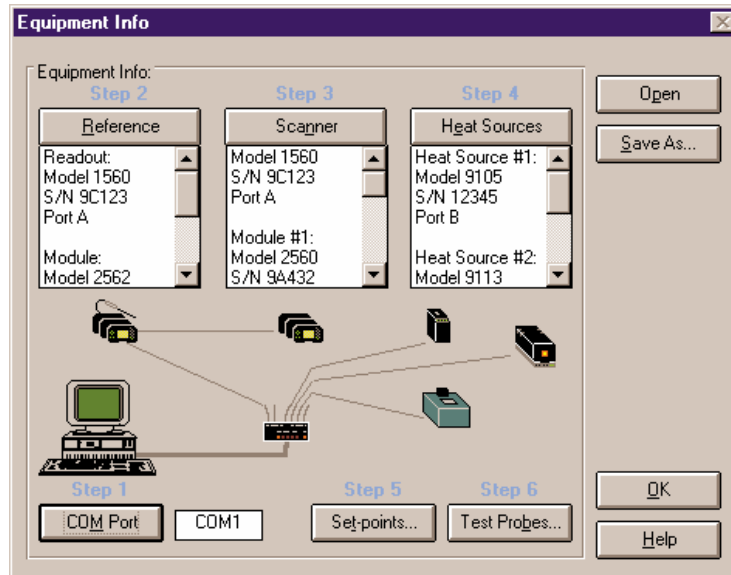 Equipment Info
Equipment Info:
Step 2
Step 3
Step 4
Reference
Scanner
Heat Sources
Readout:
Model 1560
S/N 9C123
Port A
Module:
Model 2562
Model 1560
S/N 9C123
Port A
Module #1:
Model 2560
S/N 9A432
Heat Source #1:
Model 9105
S/N 12345
Port B
Heat Source #2:
Model 9113
Open
Save As...
Step 1
Step 5
Step 6
COM Port
COM1
Set-points...
Test Probes...
OK
Help